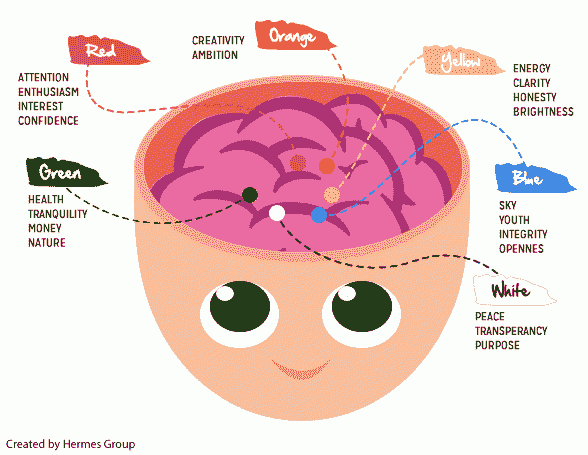 Red
ATTENTION
ENTHUSIASM
INTEREST
CONFIDENCE
Orange
CREATIVITY
AMBITION
Yellow
ENERGY
CLARITY
HONESTY
BRIGHTNESS
Green
HEALTH
TRANQUILITY
MONEY
NATURE
Blue
SKY
YOUTH
INTEGRITY
OPENNES
White
PEACE
TRANSPERANCY
PURPOSE
Created by Hermes Group